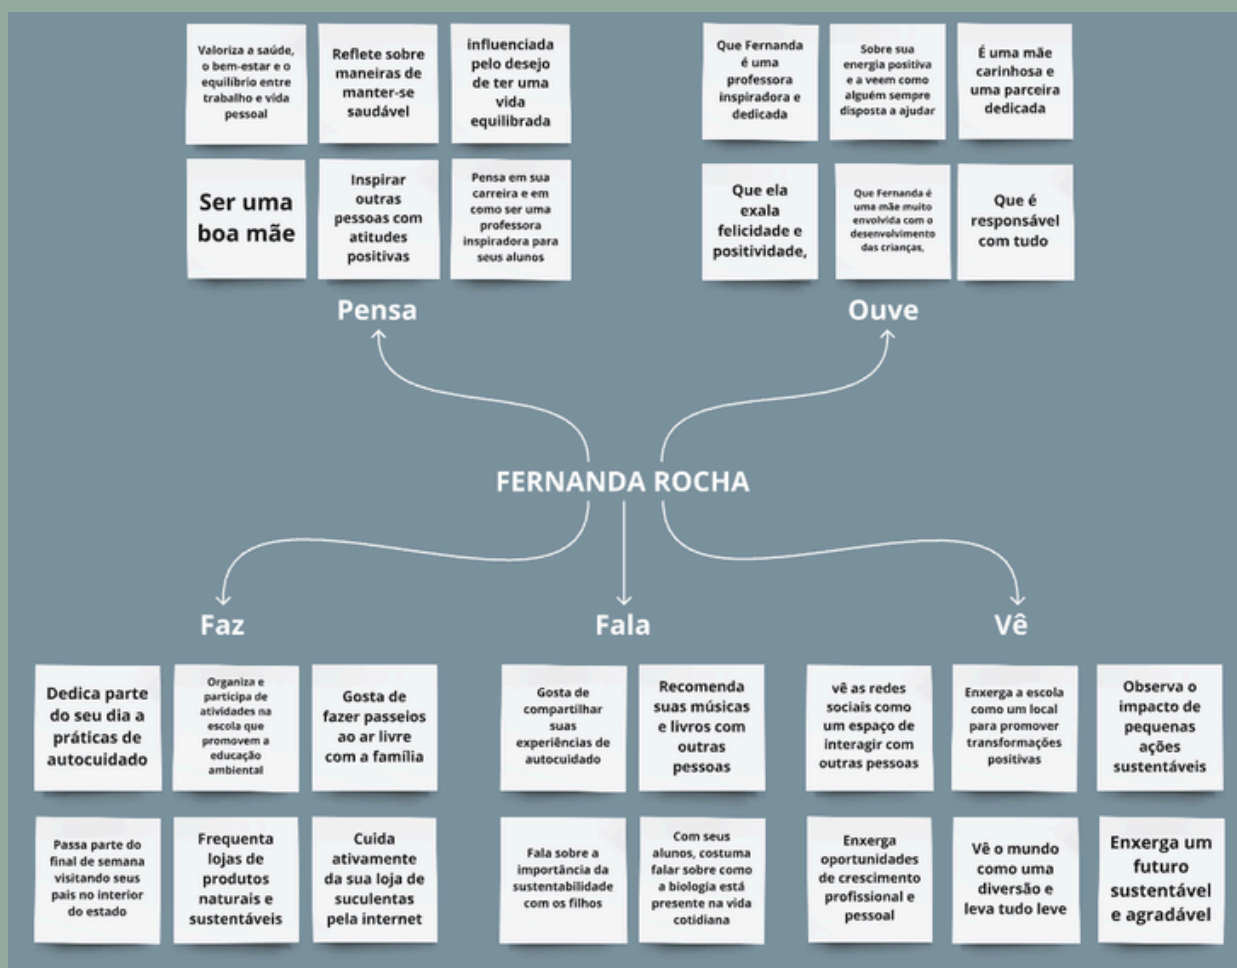 Valoriza a saúde,
o bem-estar e o
equilíbrio entre
trabalho e vida
pessoal
Reflete sobre
maneiras de
manter-se
saudável
influenciada
pelo desejo
de ter uma
vida
equilibrada
Ser uma
boa mãe
Inspirar
outras
pessoas com
atitudes
positivas
Pensa em sua
carreira e em
como ser uma
professora
inspiradora para
seus alunos
Pensa
Que Fernanda
é uma
professora
inspiradora e
dedicada
Sobre sua
energia positiva
e a veem como
alguém sempre
disposta a ajudar
É uma mãe
carinhosa e
uma parceira
dedicada
Que ela
exala
felicidade e
positividade,
Que Fernanda é
uma mãe muito
envolvida com o
desenvolvimento
das crianças,
Que é
responsável
com tudo
Ouve
FERNANDA ROCHA
Faz
Dedica parte
do seu dia a
práticas de
autocuidado
Organiza e
participa de
atividades na
escola que
promovem a
educação
ambiental
Gosta de
fazer passeios
ao ar livre
com a família
Passa parte do
final de semana
visitando seus
pais no interior
do estado
Frequenta
lojas de
produtos
naturais e
sustentáveis
Cuida
ativamente
da sua loja de
suculentas
pela internet
Fala
Gosta de
compartilhar
suas
experiências de
autocuidado
Recomenda
suas músicas
e livros com
outras
pessoas
Fala sobre a
importância da
sustentabilidade
com os filhos
Com seus
alunos, costuma
falar sobre como
a biologia está
presente na vida
cotidiana
Vê
vê as redes
sociais como
um espaço de
interagir com
outras pessoas
Enxerga a escola
como um local
para promover
transformações
positivas
Observa o
impacto de
pequenas
ações
sustentáveis
Enxerga
oportunidades
de crescimento
profissional e
pessoal
Vê o mundo
como uma
diversão e
leva tudo leve
Enxerga um
futuro
sustentável
e agradável